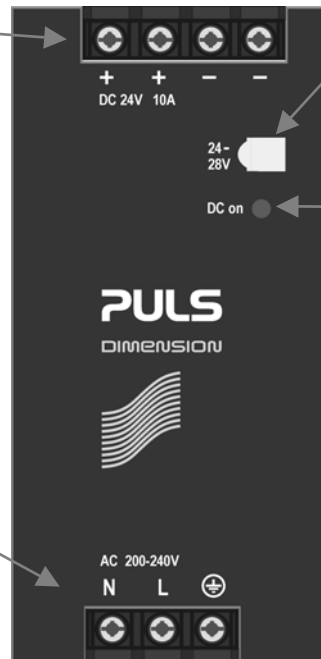 + + – –
DC 24V 10A
24-
28V
DC on
PULS
DIMENSION
AC 200-240V
N L